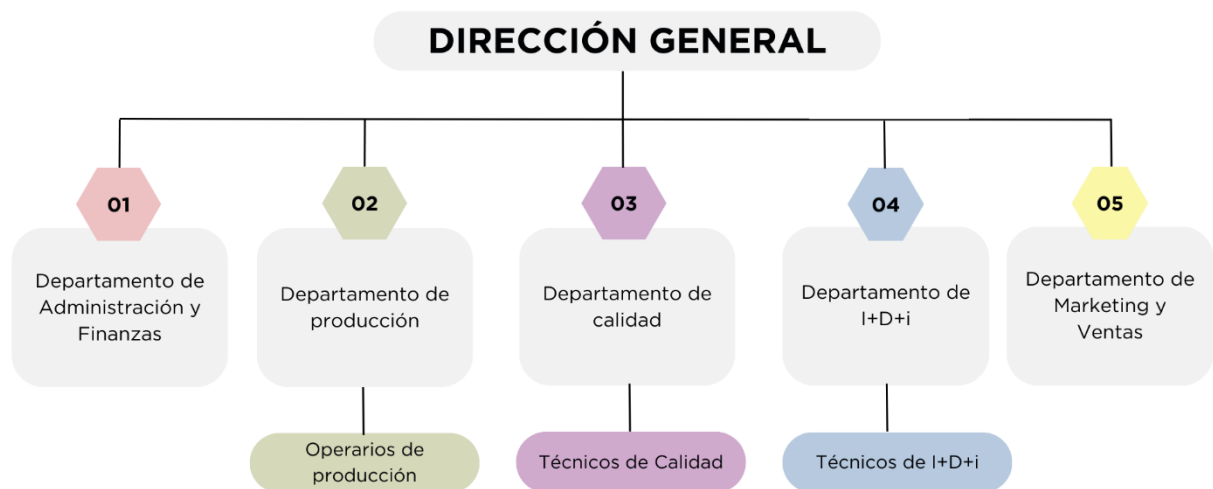 DIRECCIÓN GENERAL
01
02
03
04
05
Departamento de
Administración y
Finanzas
Departamento de
producción
Departamento de
calidad
Departamento de
I+D+i
Departamento de
Marketing y
Ventas
Operarios de
producción
Técnicos de Calidad
Técnicos de I+D+i